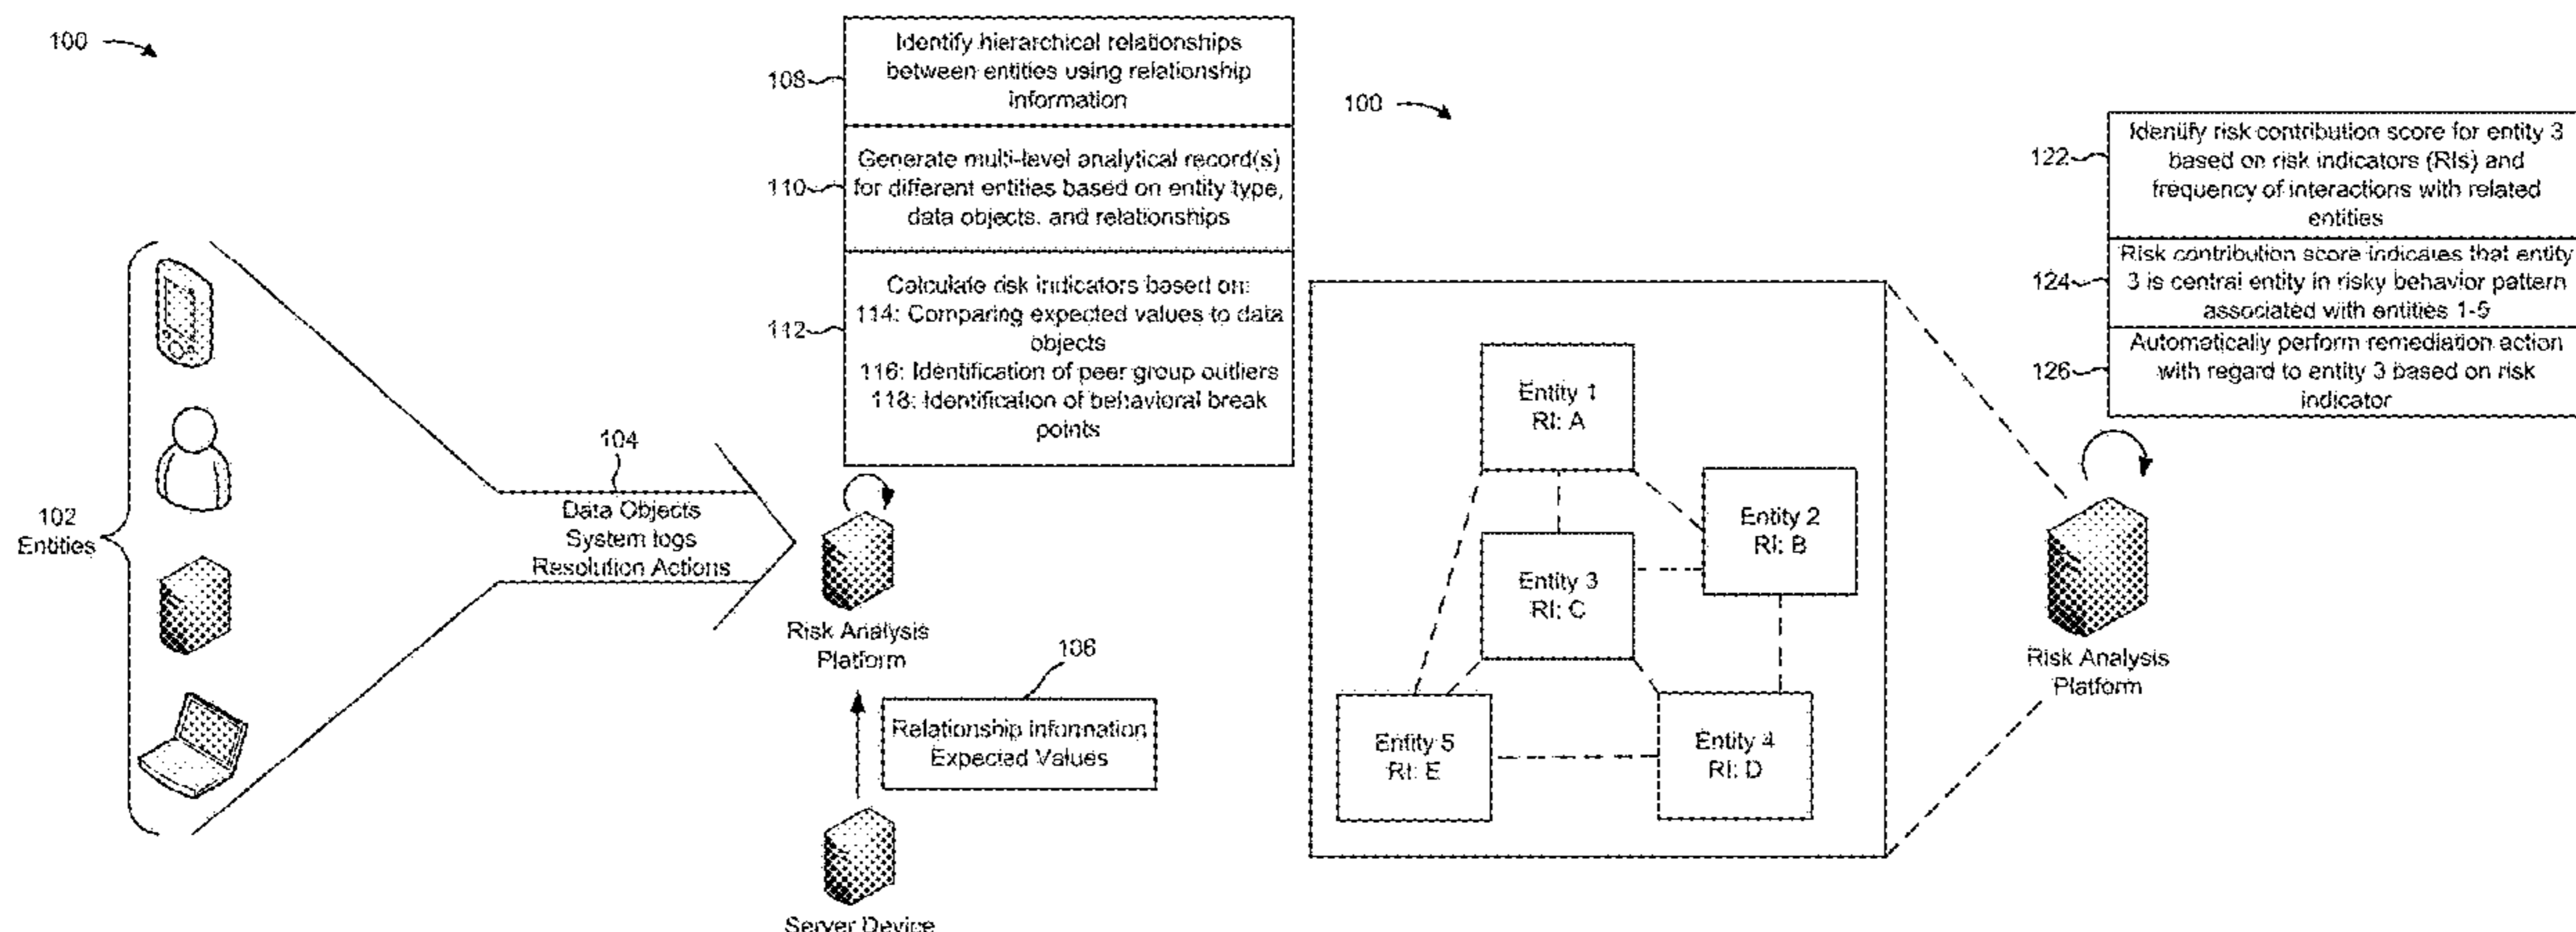 100
108
Identify hierarchical relationships
between entities using relationship
information
110
Generate multi-level analytical record(s)
for different entities based on entity type,
data objects, and relationships
112
Calculate risk indicators based on:
114: Comparing expected values to data
objects
116: Identification of peer group outliers
118: Identification of behavioral break
points
102
Entities
104
Data Objects
System logs
Resolution Actions
Risk Analysis
Platform
106
Relationship information
Expected Values
Server Device
100
122
Identify risk contribution score for entity 3
based on risk indicators (RIs) and
frequency of interactions with related
entities
124
Risk contribution score indicates that entity
3 is central entity in risky behavior pattern
associated with entities 1-5
126
Automatically perform remediation action
with regard to entity 3 based on risk
indicator
Entity 1
RI: A
Entity 2
RI: B
Entity 3
RI: C
Entity 5
RI: E
Entity 4
RI: D
Risk Analysis
Platform